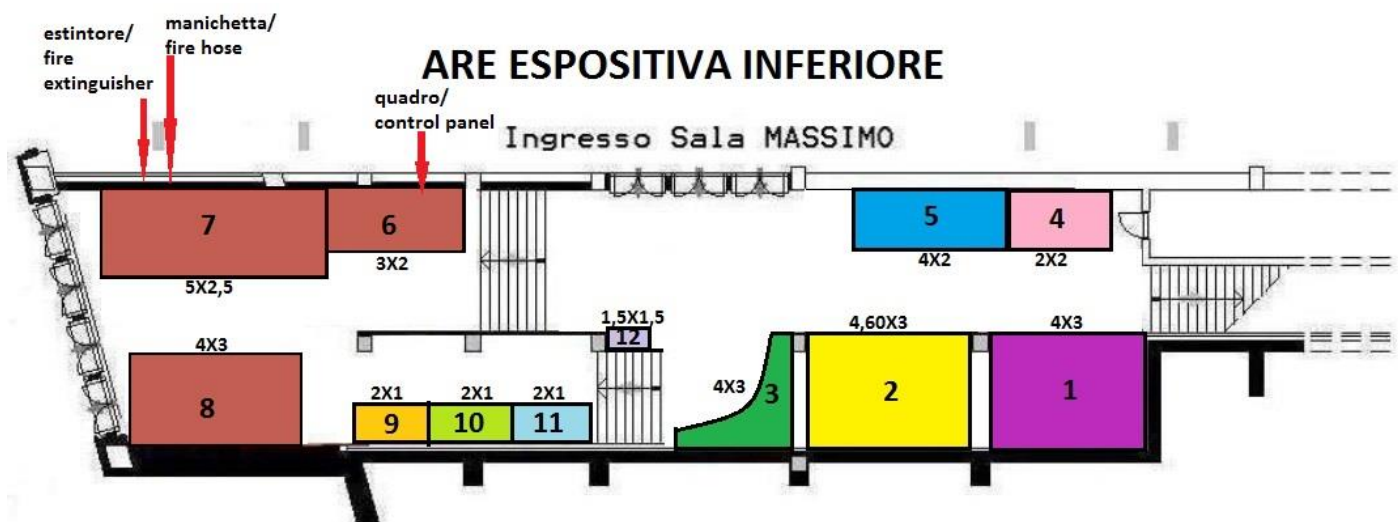 estintore/
fire
extinguisher
manichetta/
fire hose
ARE ESPOSITIVA INFERIORE
quadro/
control panel
Ingresso Sala MASSIMO
7
5X2,5
6
3X2
5
4X2
4
2X2
1,5X1,5
12
4,60X3
2
4X3
1
4X3
3
4X3
8
2X1
9
2X1
10
2X1
11